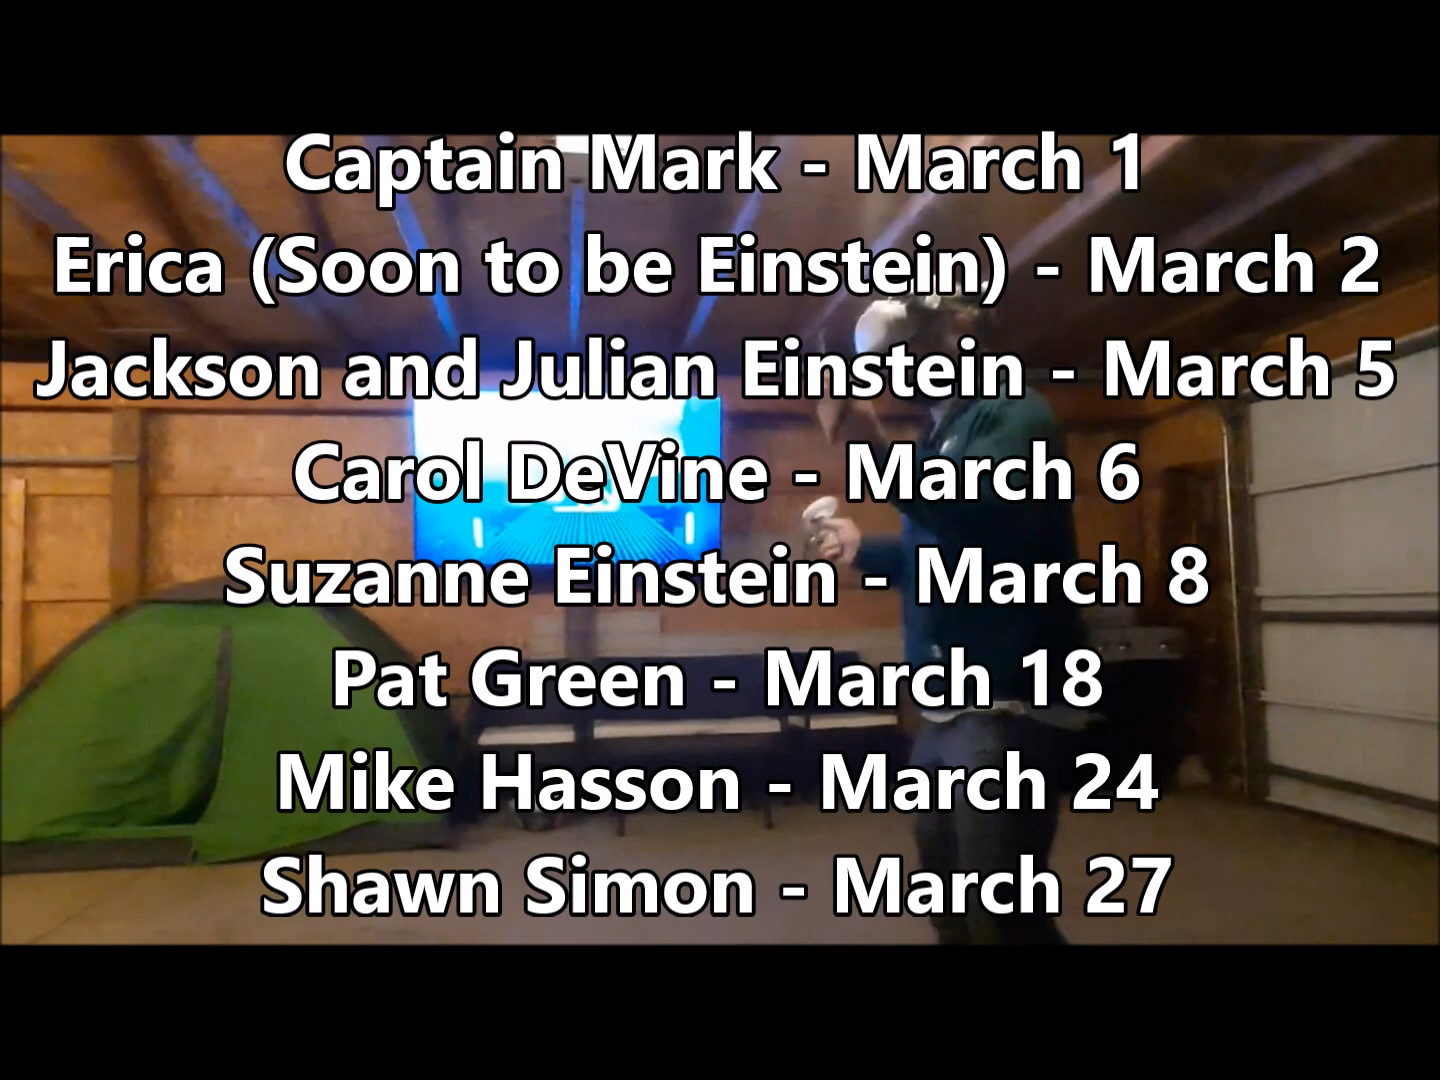 Captain Mark - March 1
Erica (Soon to be Einstein) - March 2
Jackson and Julian Einstein - March 5
Carol DeVine - March 6
Suzanne Einstein - March 8
Pat Green - March 18
Mike Hasson - March 24
Shawn Simon - March 27